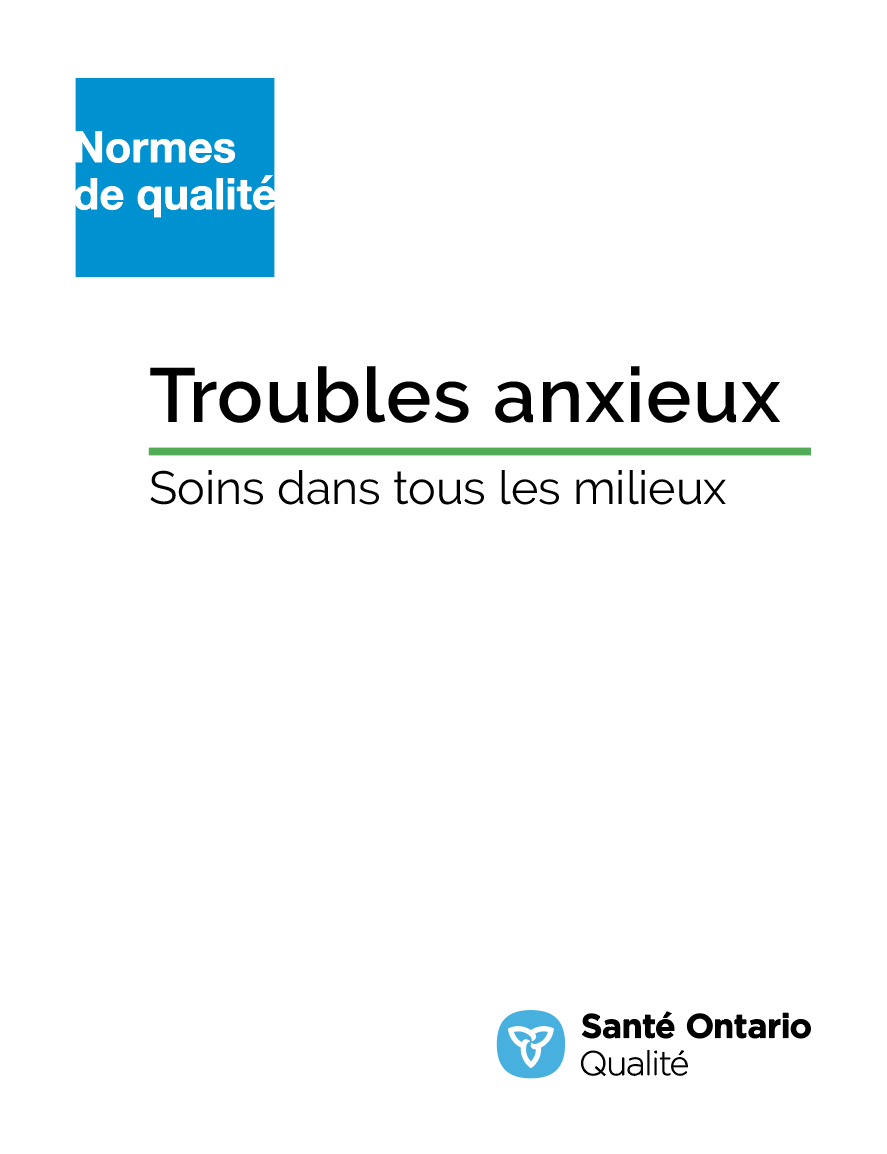 Normes
de qualité
Troubles anxieux
Soins dans tous les milieux
Santé Ontario
Qualité